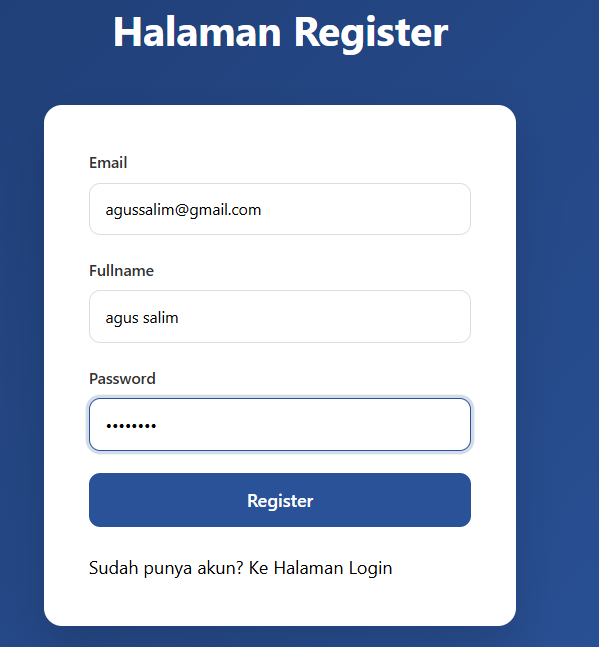 Halaman Register
Email
agussalim@gmail.com
Fullname
agus salim
Password
••••••••
Register
Sudah punya akun? Ke Halaman Login